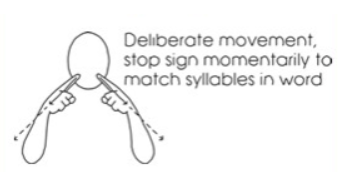 Deliberate movement,
stop sign momentarily to
match syllables in word